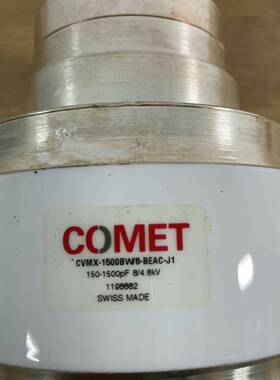 COMET
CVMX-1500BW/8-BEAC-J1
150-1500pF 8/4.8kV
1198882
SWISS MADE